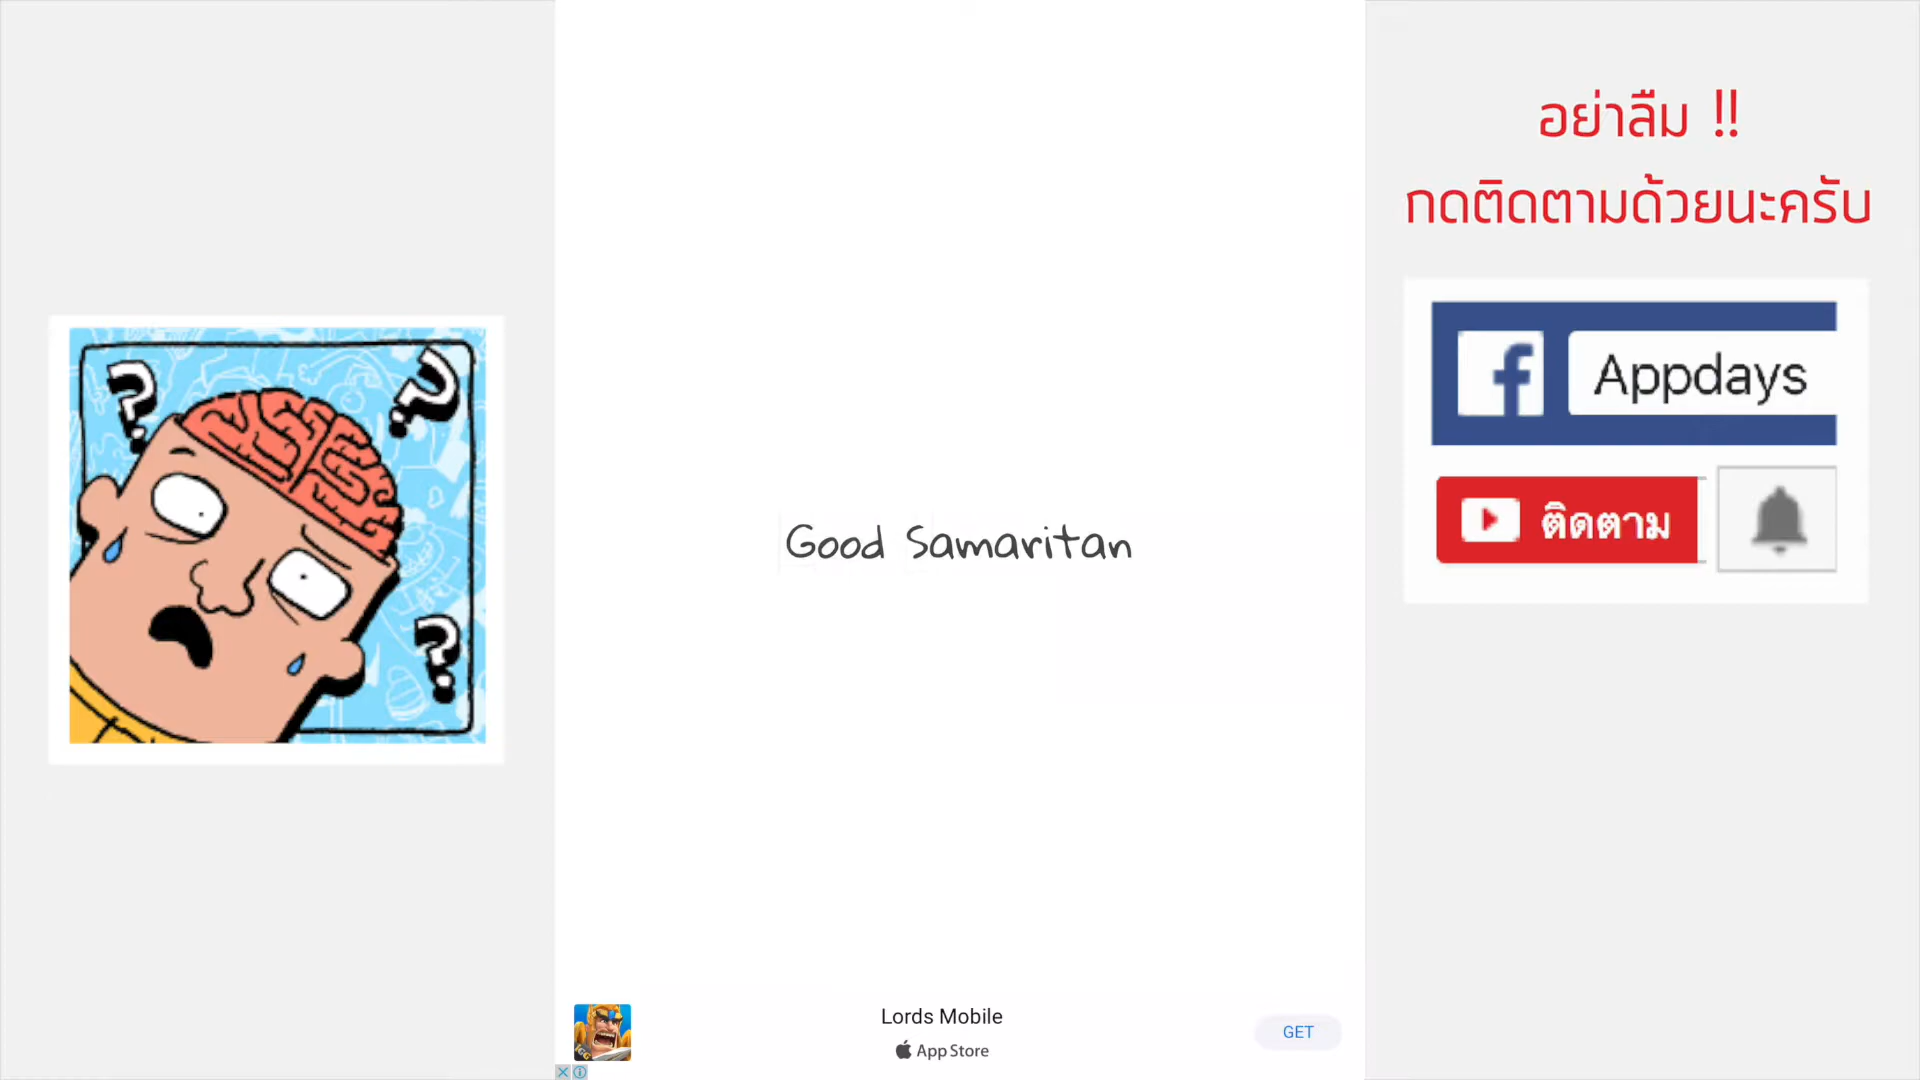 อย่าลืม !!
กดติดตามด้วยนะครับ
Appdays
ติดตาม
Good Samaritan
Lords Mobile
App Store
GET
IGG